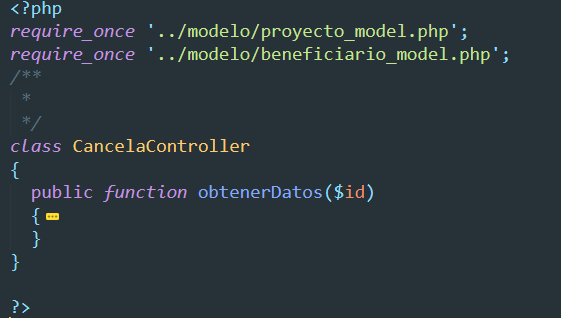 <?php
require_once '../modelo/proyecto_model.php';
require_once '../modelo/beneficiario_model.php';
/**
 *
 */
class CancelaController
{
  public function obtenerDatos($id)
  {
  }
}

?>